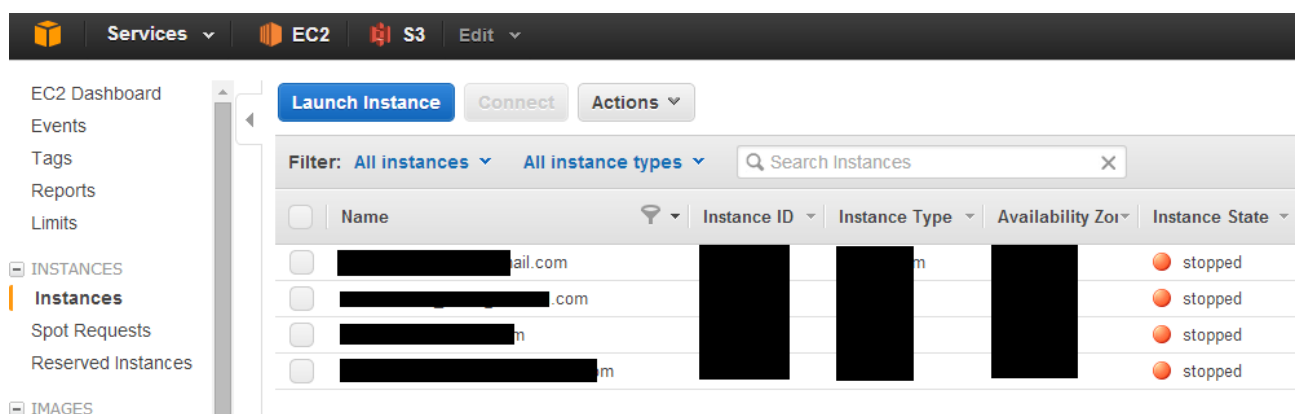 Services EC2 S3 Edit
EC2 Dashboard
Events
Tags
Reports
Limits
INSTANCES
Instances
Spot Requests
Reserved Instances
IMAGES
Launch Instance Connect Actions
Filter: All instances All instance types Search Instances
Name Instance ID Instance Type Availability Zo Instance State
ail.com m stopped
.com stopped
m stopped
om stopped